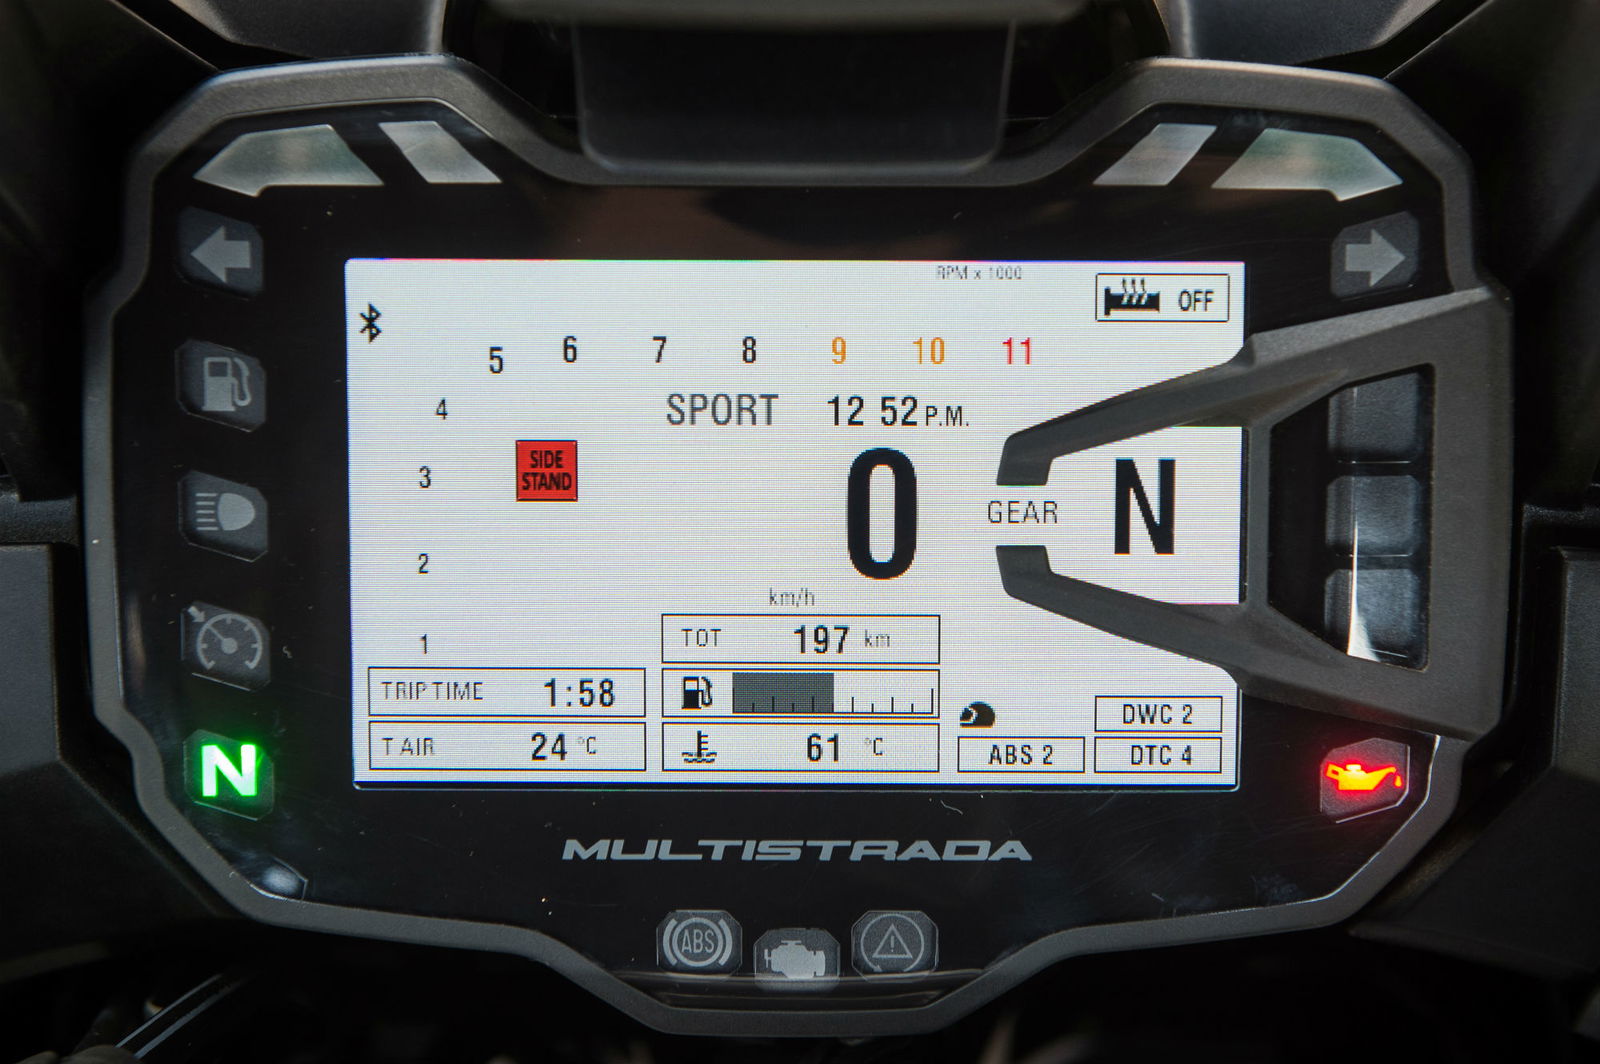 RPM x 1000
OFF
5 6 7 8 9 10 11
4
SPORT 12 52 P.M.
3
SIDE
STAND
0
GEAR
N
2
km/h
1
TOT 197 km
TRIP TIME 1:58
DWC 2
T AIR 24 °C
61 °C
ABS 2
DTC 4
N
MULTISTRADA
ABS